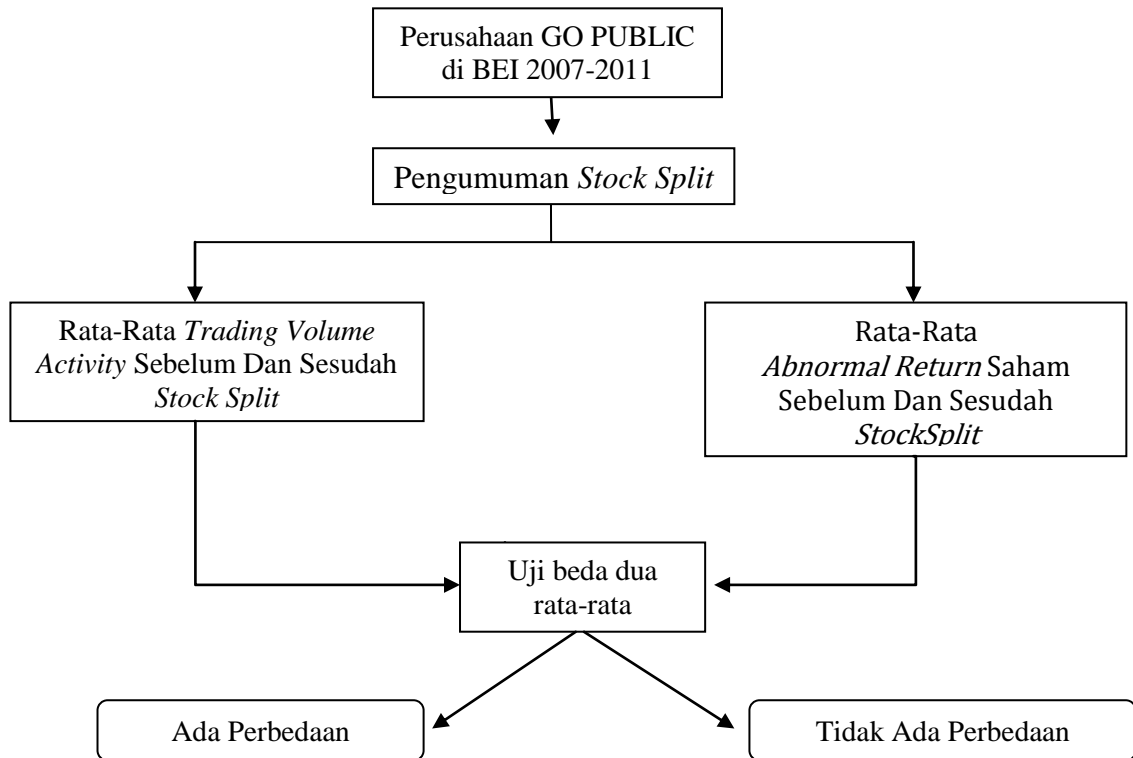 Perusahaan GO PUBLIC
di BEI 2007-2011
Pengumuman Stock Split
Rata-Rata Trading Volume
Activity Sebelum Dan Sesudah
Stock Split
Rata-Rata
Abnormal Return Saham
Sebelum Dan Sesudah
StockSplit
Uji beda dua
rata-rata
Ada Perbedaan
Tidak Ada Perbedaan